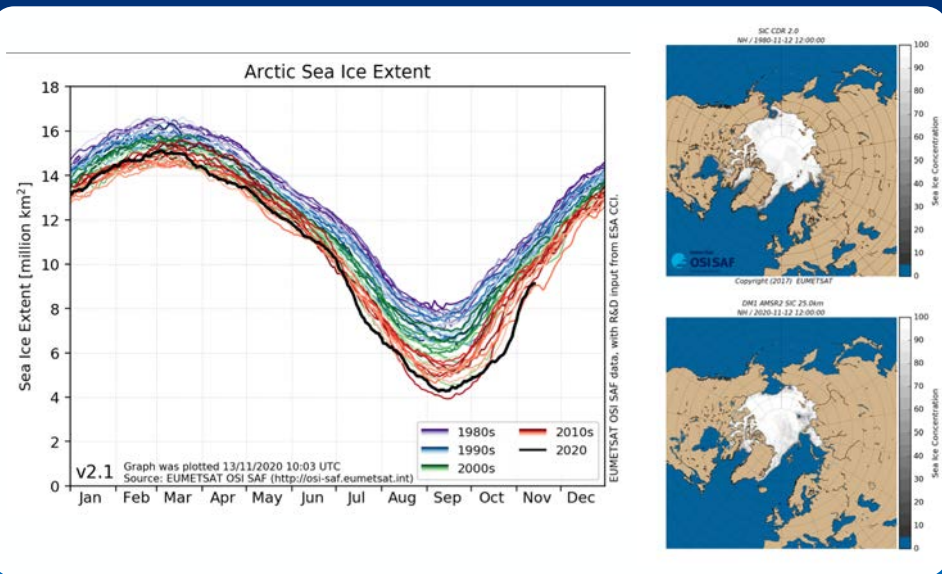 Arctic Sea Ice Extent
18
16
14
12
10
8
6
4
2
0
Sea Ice Extent [million km²]
Jan Feb Mar Apr May Jun Jul Aug Sep Oct Nov Dec
1980s
1990s
2000s
2010s
2020
v2.1
Graph was plotted 13/11/2020 10:03 UTC
Source: EUMETSAT OSI SAF (http://osi-saf.eumetsat.int)
EUMETSAT OSI SAF data, with R&D input from ESA CCI.
SIC CDR 2.0
NH / 1980-11-12 12:00:00
100
90
80
70
60
50
40
30
20
10
0
Sea Ice Concentration
OSI SAF
Copyright (2017) EUMETSAT
DM1 AMSR2 SIC 25.0km
NH / 2020-11-12 12:00:00
100
90
80
70
60
50
40
30
20
10
0
Sea Ice Concentration